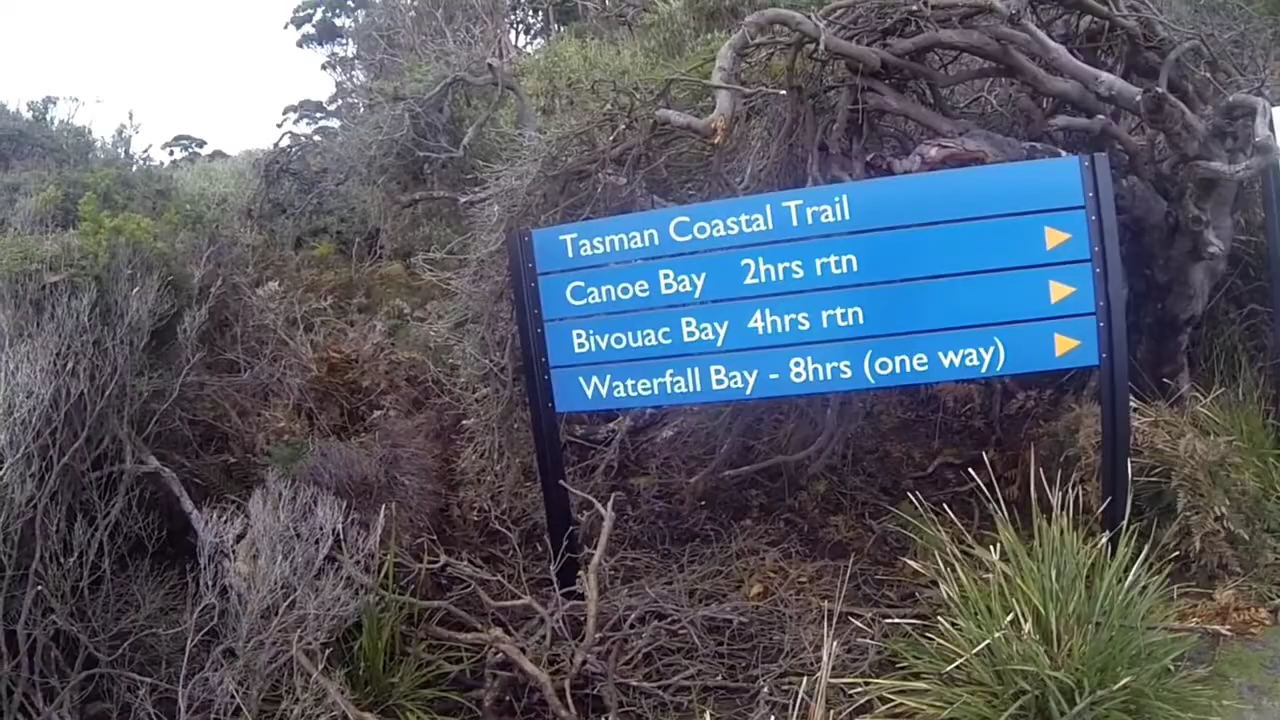 Tasman Coastal Trail
Canoe Bay 2hrs rtn
Bivouac Bay 4hrs rtn
Waterfall Bay - 8hrs (one way)